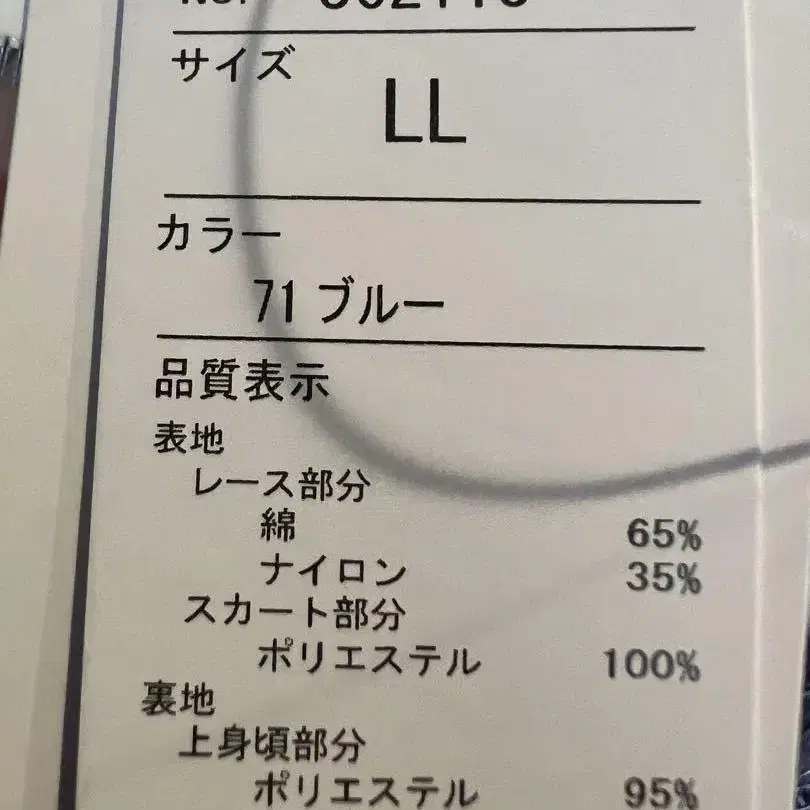 サイズ
LL
カラー
71 ブルー
品質表示
表地
レース部分
綿 65%
ナイロン 35%
スカート部分
ポリエステル 100%
裏地
上身頃部分
ポリエステル 95%